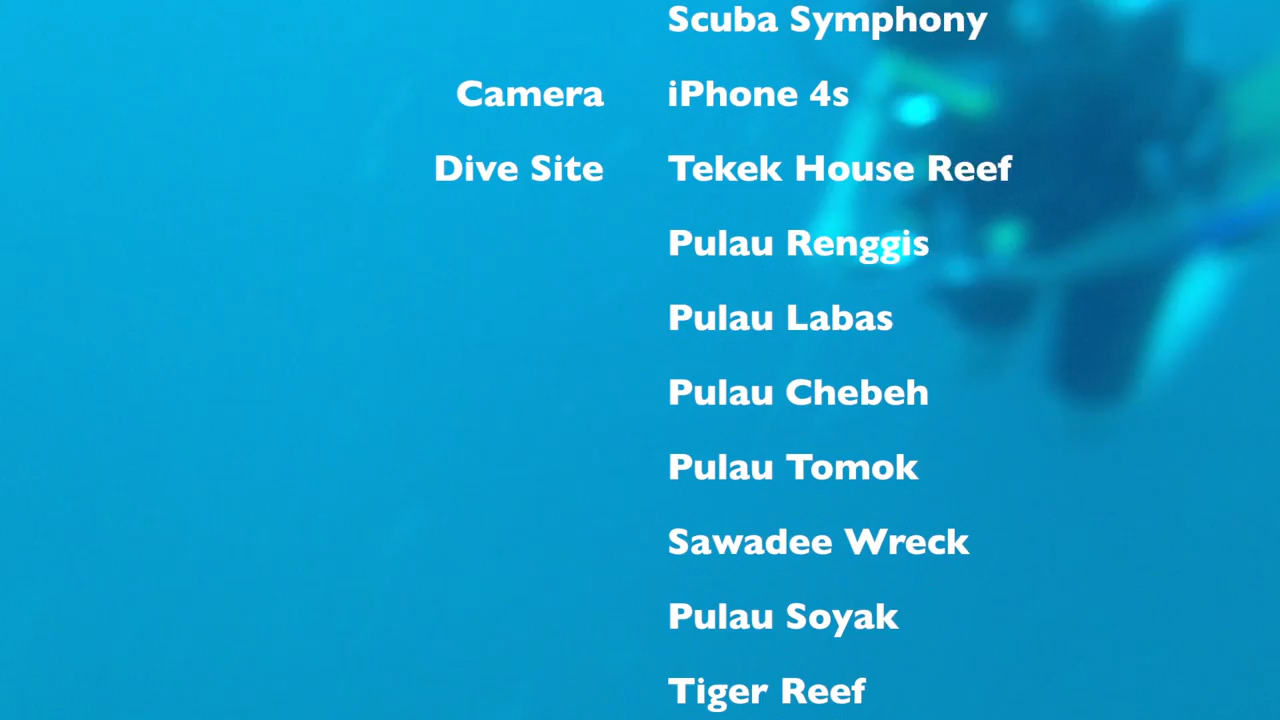 Scuba Symphony
Camera iPhone 4s
Dive Site Tekek House Reef
Pulau Renggis
Pulau Labas
Pulau Chebeh
Pulau Tomok
Sawadee Wreck
Pulau Soyak
Tiger Reef